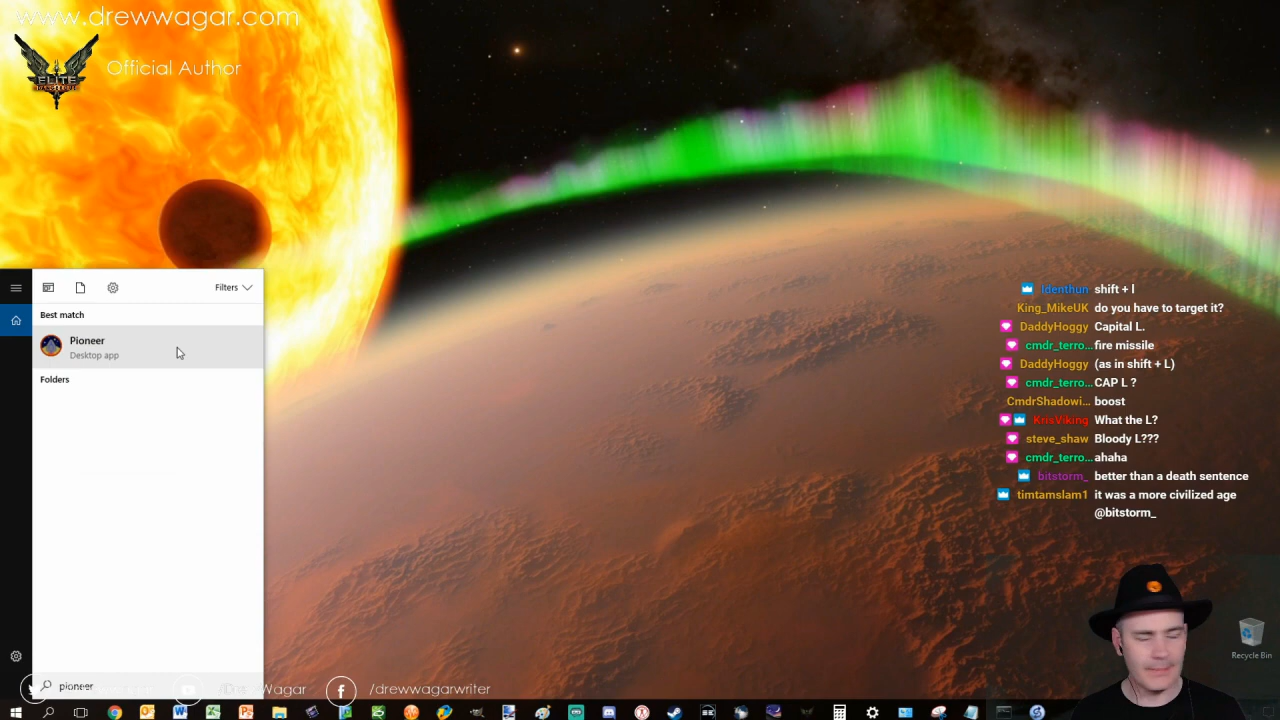 www.drewwagar.com
ELITE
DANGEROUS
Official Author
Filters
Best match
Pioneer
Desktop app
Folders
Identhun shift + l
King_MikeUK do you have to target it?
DaddyHoggy Capital L.
cmdr_terro... fire missile
DaddyHoggy (as in shift + L)
cmdr_terro... CAP L ?
CmdrShadowi... boost
KrisViking What the L?
steve_shaw Bloody L???
cmdr_terro... ahaha
bitstorm_ better than a death sentence
timtamslam1 it was a more civilized age
@bitstorm_
Recycle Bin
pioneer
/drewwagarwriter